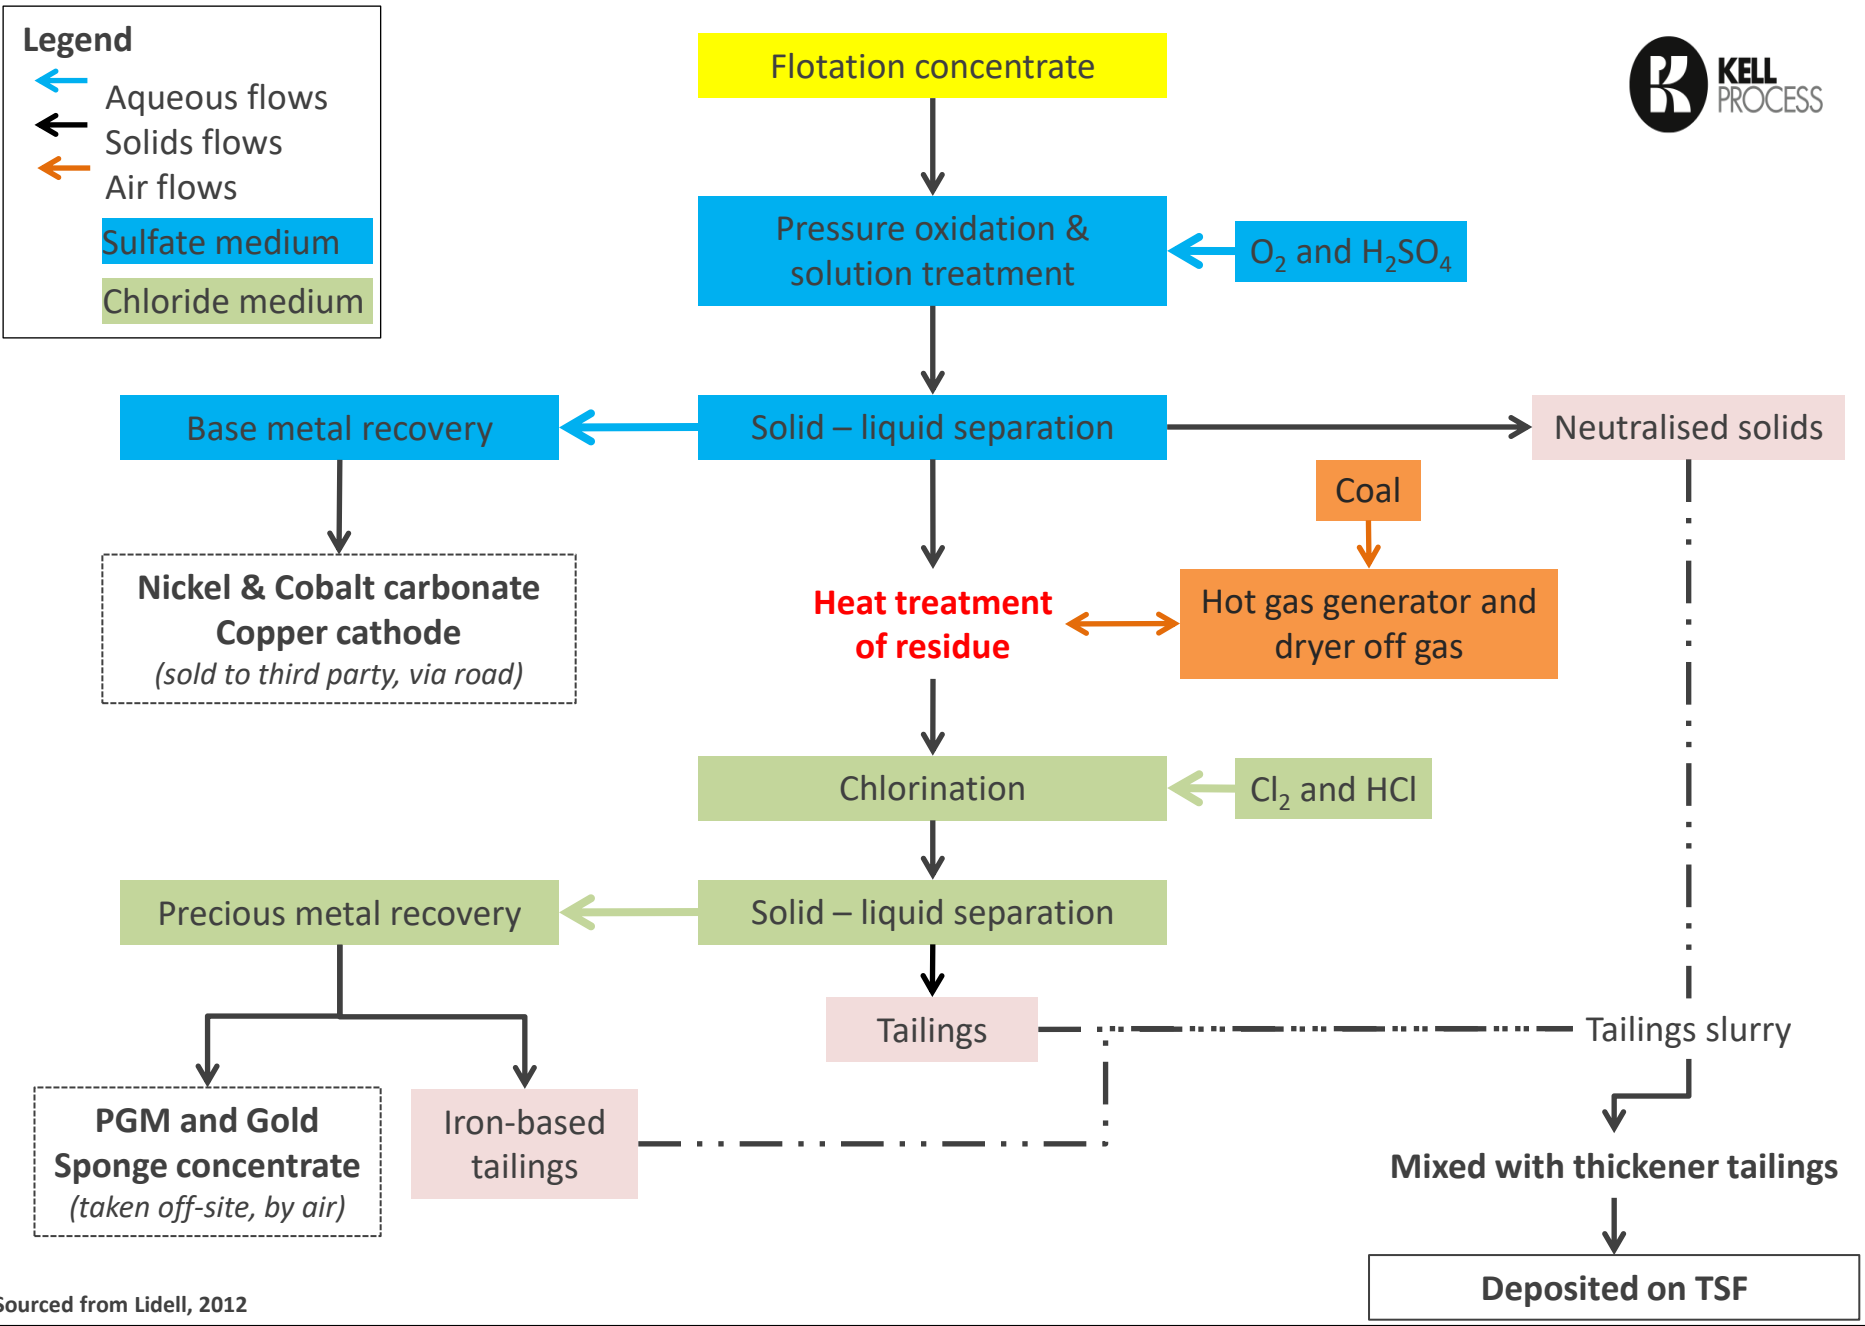 Legend
Aqueous flows
Solids flows
Air flows
Sulfate medium
Chloride medium
Flotation concentrate
KELL
PROCESS
Pressure oxidation &
solution treatment
O₂ and H₂SO₄
Base metal recovery
Solid – liquid separation
Neutralised solids
Coal
Nickel & Cobalt carbonate
Copper cathode
(sold to third party, via road)
Heat treatment
of residue
Hot gas generator and
dryer off gas
Chlorination
Cl₂ and HCl
Precious metal recovery
Solid – liquid separation
Tailings
Tailings slurry
PGM and Gold
Sponge concentrate
(taken off-site, by air)
Iron-based
tailings
Mixed with thickener tailings
Deposited on TSF
Sourced from Lidell, 2012